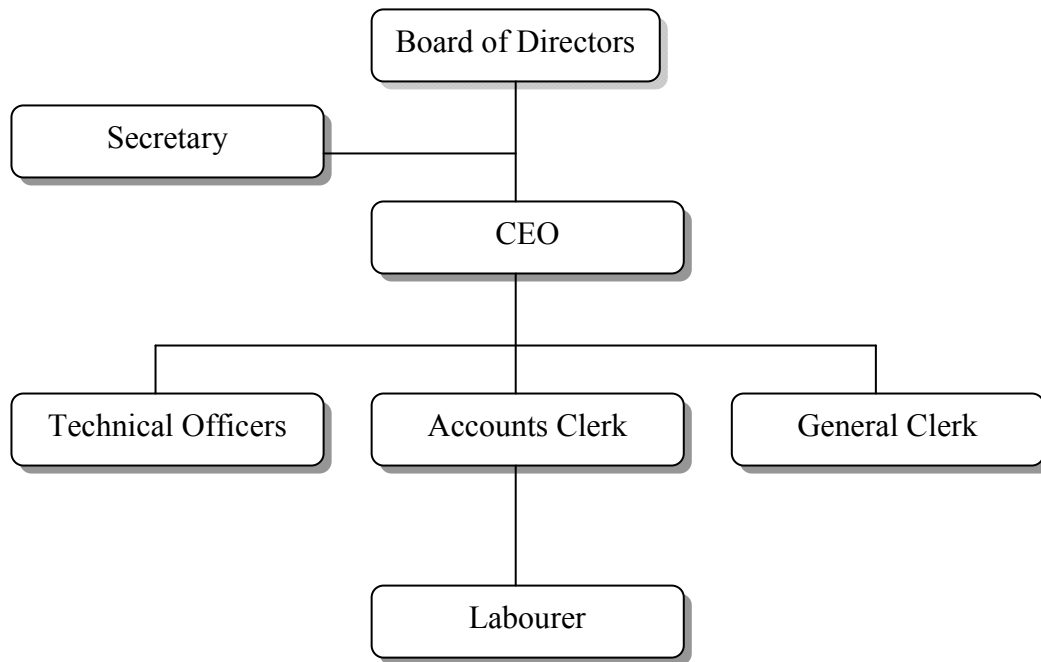 Board of Directors
Secretary
CEO
Technical Officers
Accounts Clerk
General Clerk
Labourer